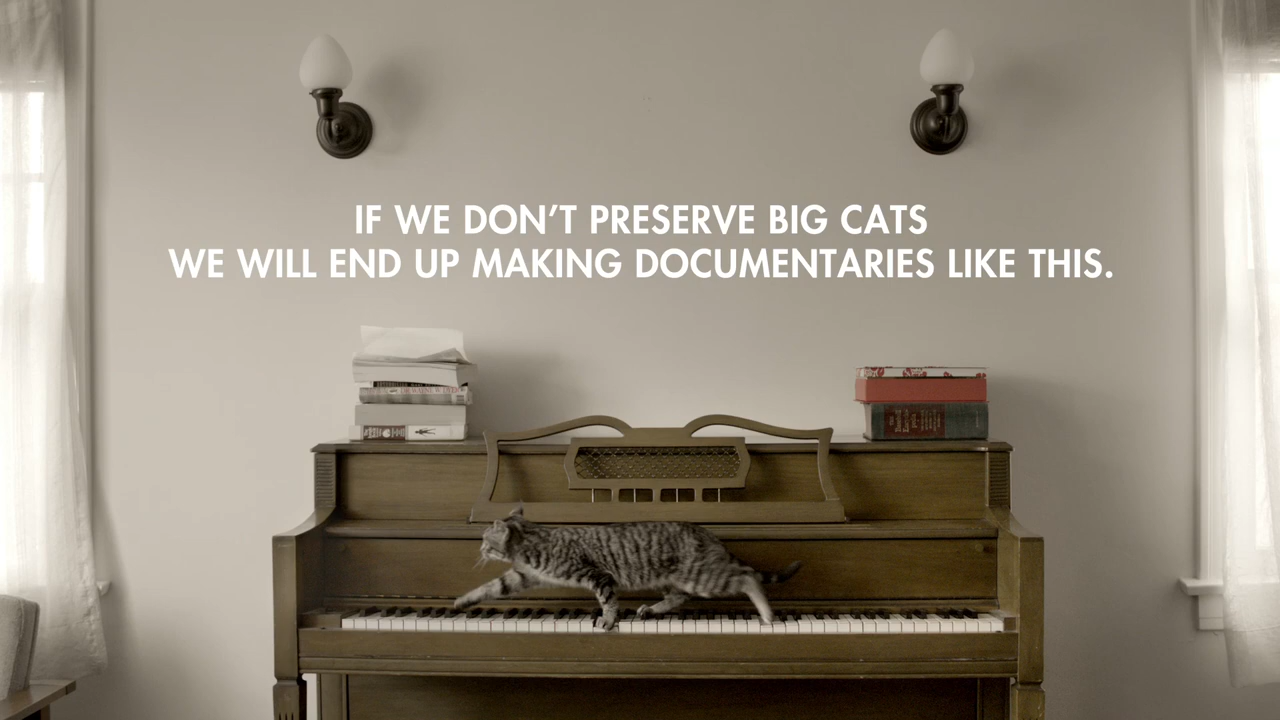 IF WE DON'T PRESERVE BIG CATS
WE WILL END UP MAKING DOCUMENTARIES LIKE THIS.